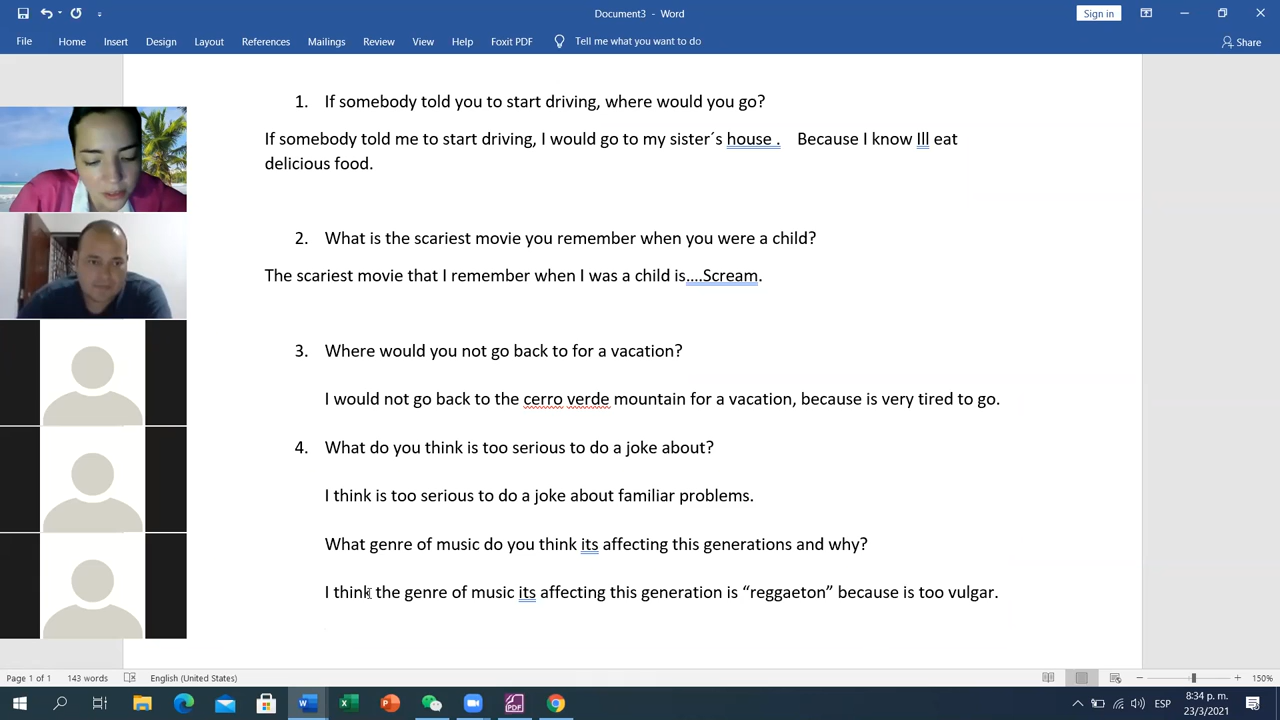 Document3 - Word
Sign in
File Home Insert Design Layout References Mailings Review View Help Foxit PDF Tell me what you want to do Share
1. If somebody told you to start driving, where would you go?
If somebody told me to start driving, I would go to my sister´s house . Because I know Ill eat
delicious food.
2. What is the scariest movie you remember when you were a child?
The scariest movie that I remember when I was a child is....Scream.
3. Where would you not go back to for a vacation?
I would not go back to the cerro verde mountain for a vacation, because is very tired to go.
4. What do you think is too serious to do a joke about?
I think is too serious to do a joke about familiar problems.
What genre of music do you think its affecting this generations and why?
I think the genre of music its affecting this generation is “reggaeton” because is too vulgar.
Page 1 of 1 143 words English (United States) 150%
ESP 8:34 p. m.
23/3/2021